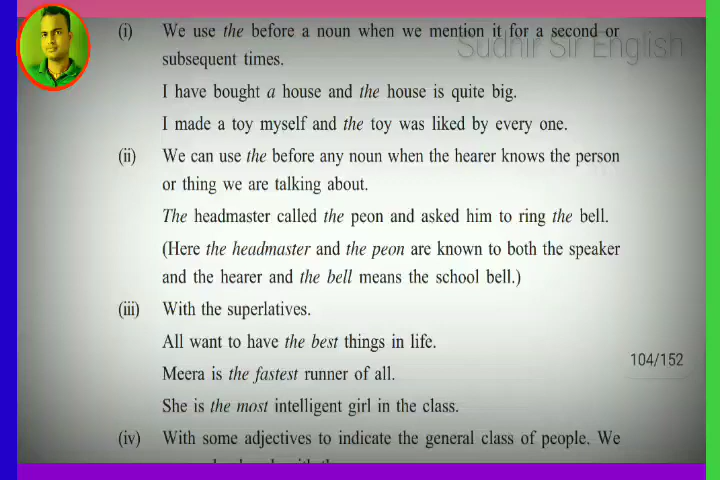 (i) We use the before a noun when we mention it for a second or
Sudhir Sir English
subsequent times.
I have bought a house and the house is quite big.
I made a toy myself and the toy was liked by every one.
(ii) We can use the before any noun when the hearer knows the person
or thing we are talking about.
The headmaster called the peon and asked him to ring the bell.
(Here the headmaster and the peon are known to both the speaker
and the hearer and the bell means the school bell.)
(iii) With the superlatives.
All want to have the best things in life.
104/152
Meera is the fastest runner of all.
She is the most intelligent girl in the class.
(iv) With some adjectives to indicate the general class of people. We